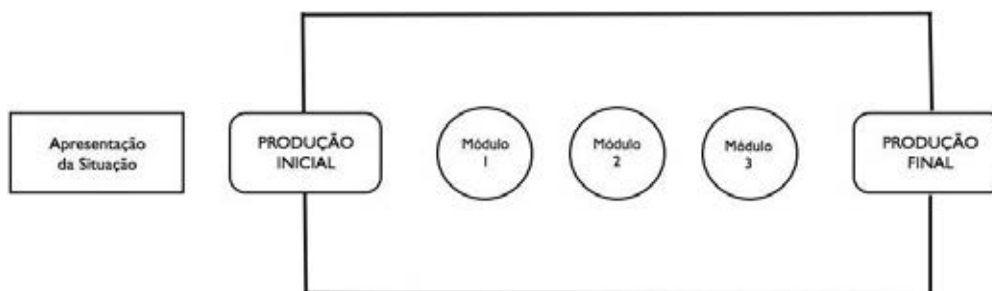 Apresentação
da Situação
PRODUÇÃO
INICIAL
Módulo
1
Módulo
2
Módulo
3
PRODUÇÃO
FINAL